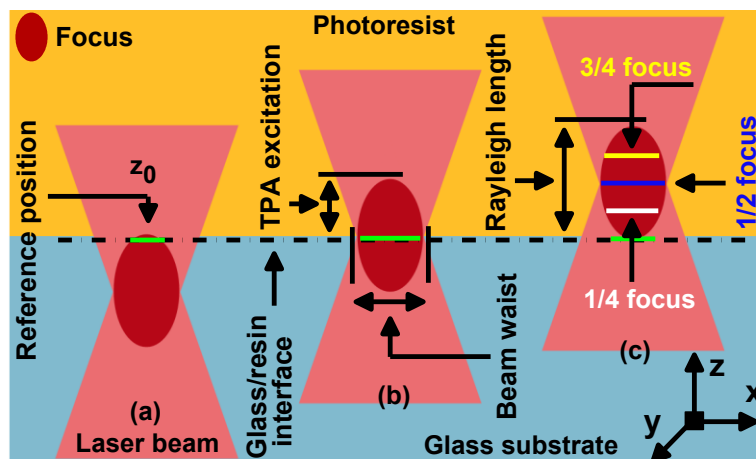 Focus
Photoresist
3/4 focus
Reference position
z0
TPA excitation
Rayleigh length
1/2 focus
1/4 focus
Glass/resin
interface
Beam waist
(a)
(b)
(c)
Laser beam
Glass substrate
z
x
y